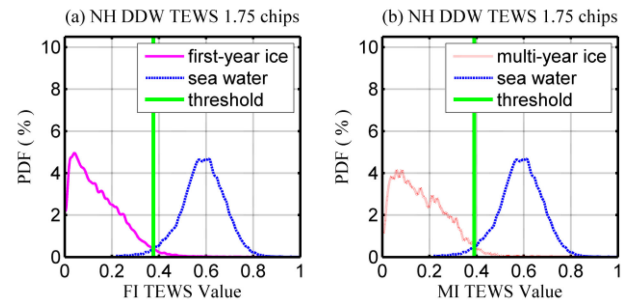 (a) NH DDW TEWS 1.75 chips
(b) NH DDW TEWS 1.75 chips
10
8
6
4
2
0
PDF ( % )
first-year ice
sea water
threshold
0
0.2
0.4
0.6
0.8
1
FI TEWS Value
10
8
6
4
2
0
PDF ( % )
multi-year ice
sea water
threshold
0
0.2
0.4
0.6
0.8
1
MI TEWS Value